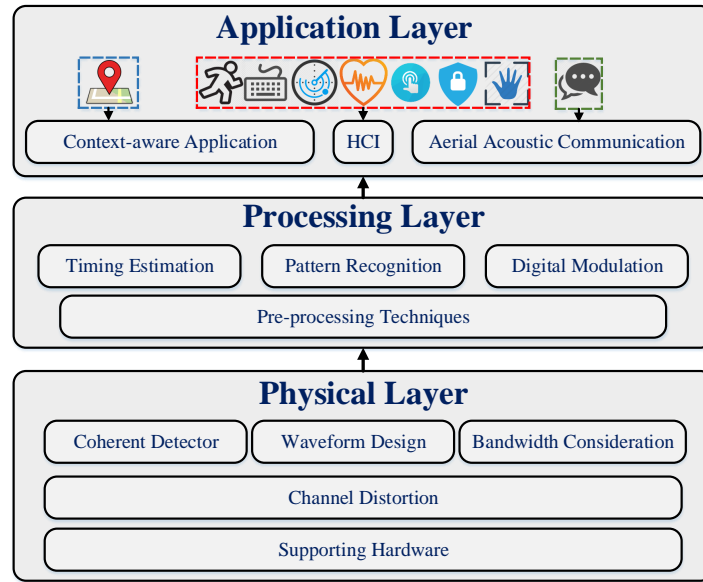 Application Layer
Context-aware Application
HCI
Aerial Acoustic Communication
Processing Layer
Timing Estimation
Pattern Recognition
Digital Modulation
Pre-processing Techniques
Physical Layer
Coherent Detector
Waveform Design
Bandwidth Consideration
Channel Distortion
Supporting Hardware